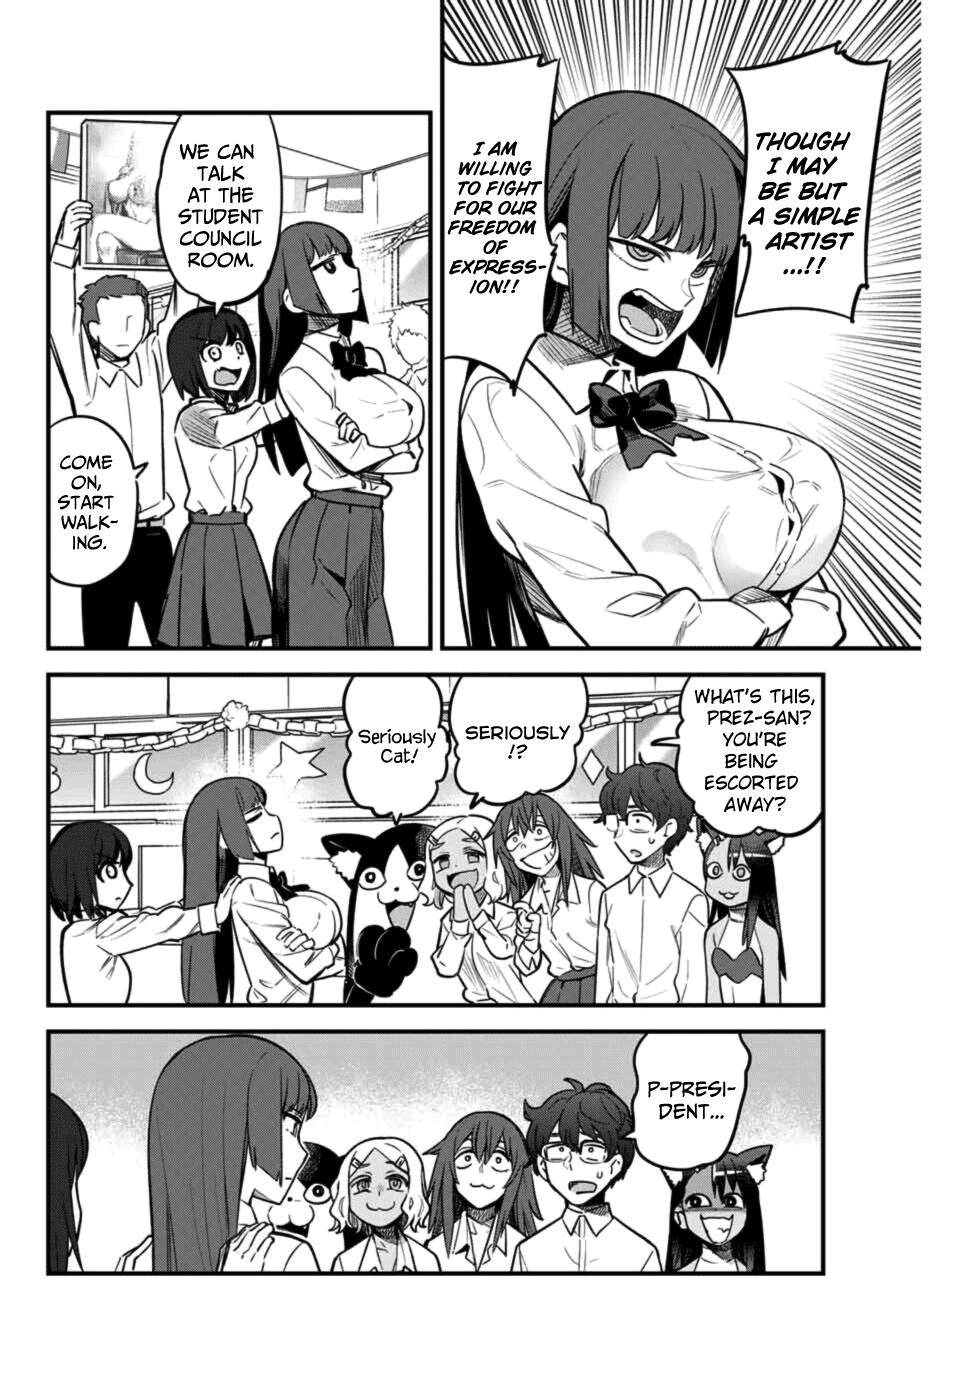 THOUGH
I MAY
BE BUT
A SIMPLE
ARTIST
...!!
I AM
WILLING
TO FIGHT
FOR OUR
FREEDOM
OF
EXPRESS-
ION!!
WE CAN
TALK
AT THE
STUDENT
COUNCIL
ROOM.
COME
ON,
START
WALK-
ING.
WHAT'S THIS,
PREZ-SAN?
YOU'RE
BEING
ESCORTED
AWAY?
SERIOUSLY
!?
Seriously
Cat!
P-PRESI-
DENT...